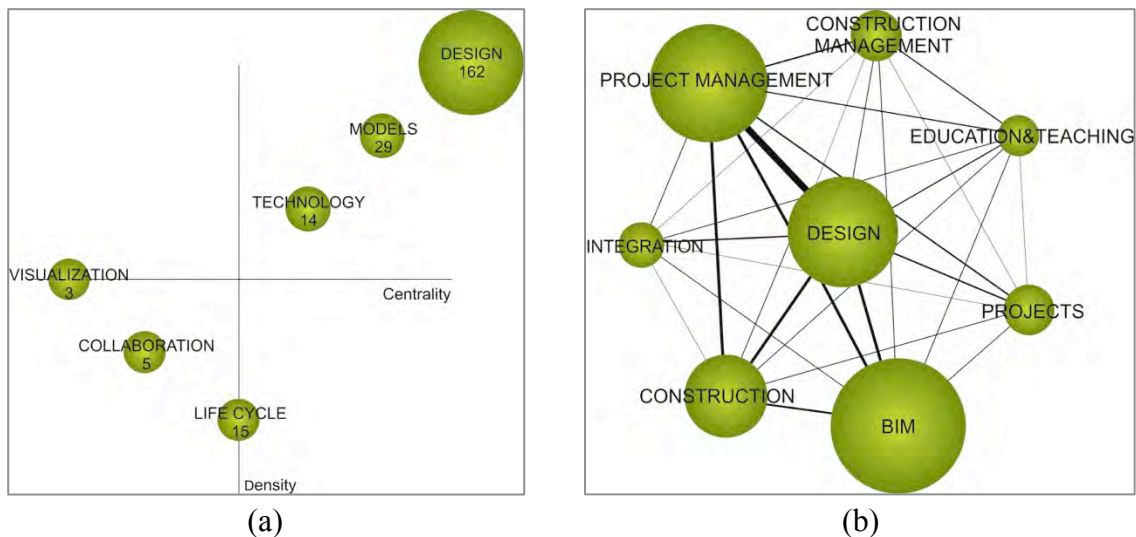 DESIGN
162
MODELS
29
TECHNOLOGY
14
VISUALIZATION
3
Centrality
COLLABORATION
5
LIFE CYCLE
15
Density
(a)
CONSTRUCTION
MANAGEMENT
PROJECT MANAGEMENT
EDUCATION&TEACHING
DESIGN
INTEGRATION
PROJECTS
CONSTRUCTION
BIM
(b)